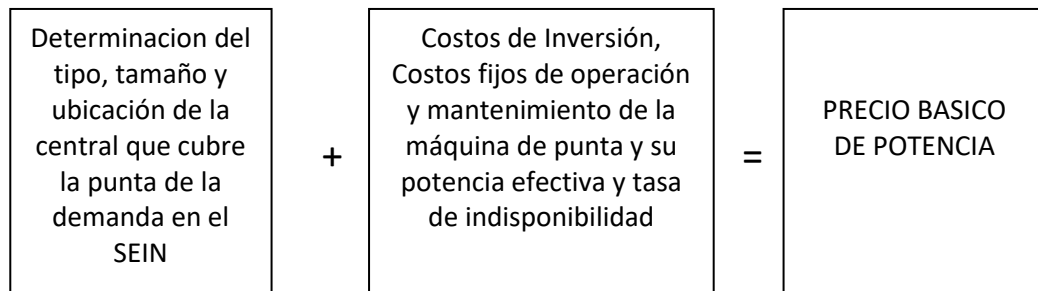 Determinacion del
tipo, tamaño y
ubicación de la
central que cubre
la punta de la
demanda en el
SEIN
+
Costos de Inversión,
Costos fijos de operación
y mantenimiento de la
máquina de punta y su
potencia efectiva y tasa
de indisponibilidad
=
PRECIO BASICO
DE POTENCIA